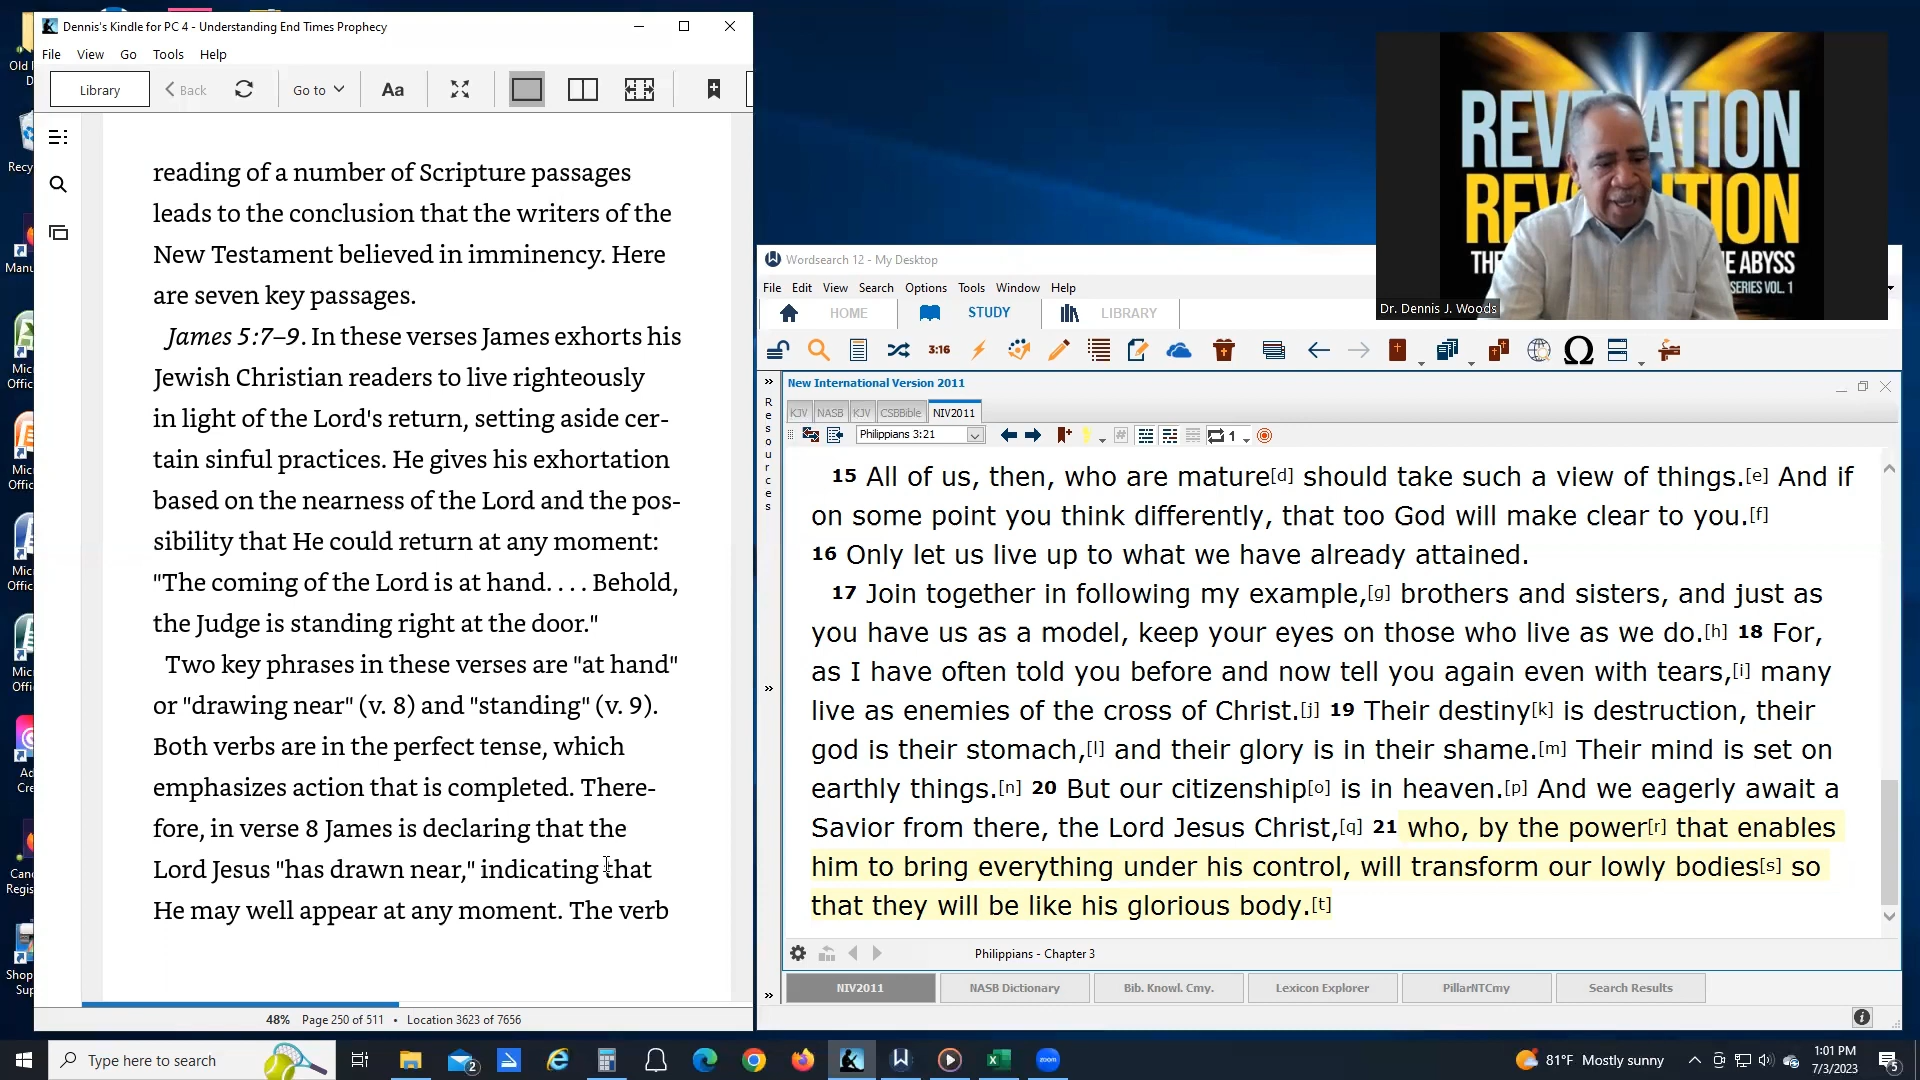 Dennis's Kindle for PC 4 - Understanding End Times Prophecy
File View Go Tools Help
Library Back Go to Aa
reading of a number of Scripture passages
leads to the conclusion that the writers of the
New Testament believed in imminency. Here
are seven key passages.
James 5:7–9. In these verses James exhorts his
Jewish Christian readers to live righteously
in light of the Lord's return, setting aside cer-
tain sinful practices. He gives his exhortation
based on the nearness of the Lord and the pos-
sibility that He could return at any moment:
"The coming of the Lord is at hand. . . . Behold,
the Judge is standing right at the door."
Two key phrases in these verses are "at hand"
or "drawing near" (v. 8) and "standing" (v. 9).
Both verbs are in the perfect tense, which
emphasizes action that is completed. There-
fore, in verse 8 James is declaring that the
Lord Jesus "has drawn near," indicating that
He may well appear at any moment. The verb
48% Page 250 of 511 • Location 3623 of 7656
Dr. Dennis J. Woods
SERIES VOL. 1
Wordsearch 12 - My Desktop
File Edit View Search Options Tools Window Help
HOME STUDY LIBRARY
3:16
Resources
New International Version 2011
KJV NASB KJV CSBBible NIV2011
Philippians 3:21
1
15 All of us, then, who are mature[d] should take such a view of things.[e] And if
on some point you think differently, that too God will make clear to you.[f]
16 Only let us live up to what we have already attained.
17 Join together in following my example,[g] brothers and sisters, and just as
you have us as a model, keep your eyes on those who live as we do.[h] 18 For,
as I have often told you before and now tell you again even with tears,[i] many
live as enemies of the cross of Christ.[j] 19 Their destiny[k] is destruction, their
god is their stomach,[l] and their glory is in their shame.[m] Their mind is set on
earthly things.[n] 20 But our citizenship[o] is in heaven.[p] And we eagerly await a
Savior from there, the Lord Jesus Christ,[q] 21 who, by the power[r] that enables
him to bring everything under his control, will transform our lowly bodies[s] so
that they will be like his glorious body.[t]
Philippians - Chapter 3
NIV2011 NASB Dictionary Bib. Knowl. Cmy. Lexicon Explorer PillarNTCmy Search Results
Type here to search
2
zoom
81°F Mostly sunny
1:01 PM
7/3/2023
5